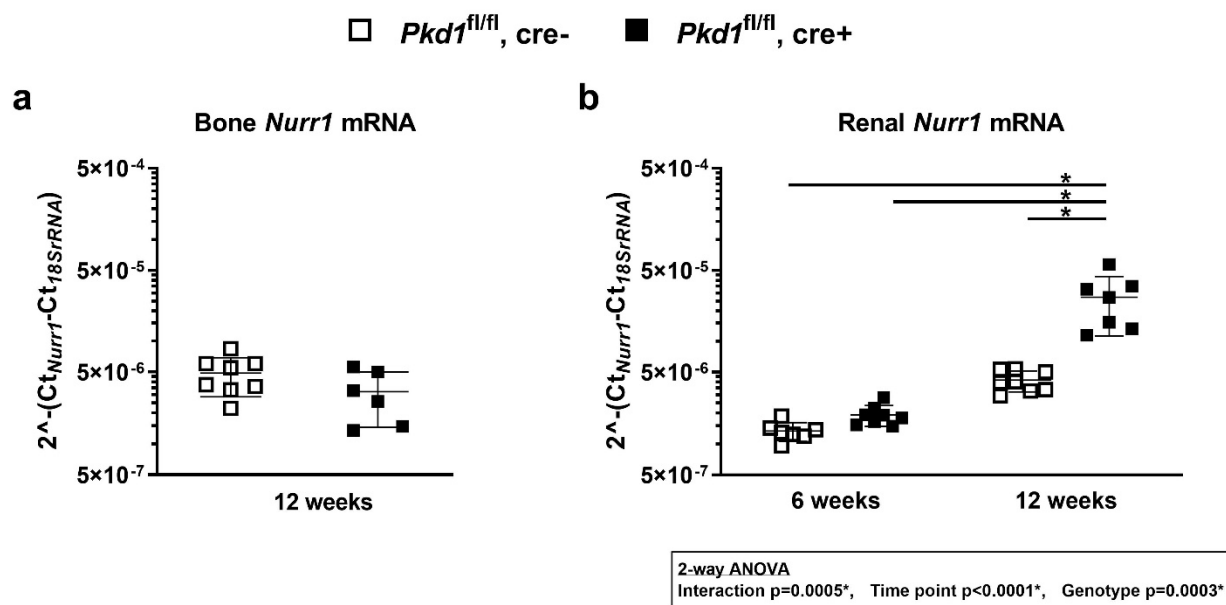 Pkd1fl/fl, cre-   Pkd1fl/fl, cre+
a
Bone Nurr1 mRNA
2^-(CtNurr1-Ct18SrRNA)
5×10-4
5×10-5
5×10-6
5×10-7
12 weeks
b
Renal Nurr1 mRNA
2^-(CtNurr1-Ct18SrRNA)
5×10-4
5×10-5
5×10-6
5×10-7
*
*
*
6 weeks   12 weeks
2-way ANOVA
Interaction p=0.0005*,   Time point p<0.0001*,   Genotype p=0.0003*